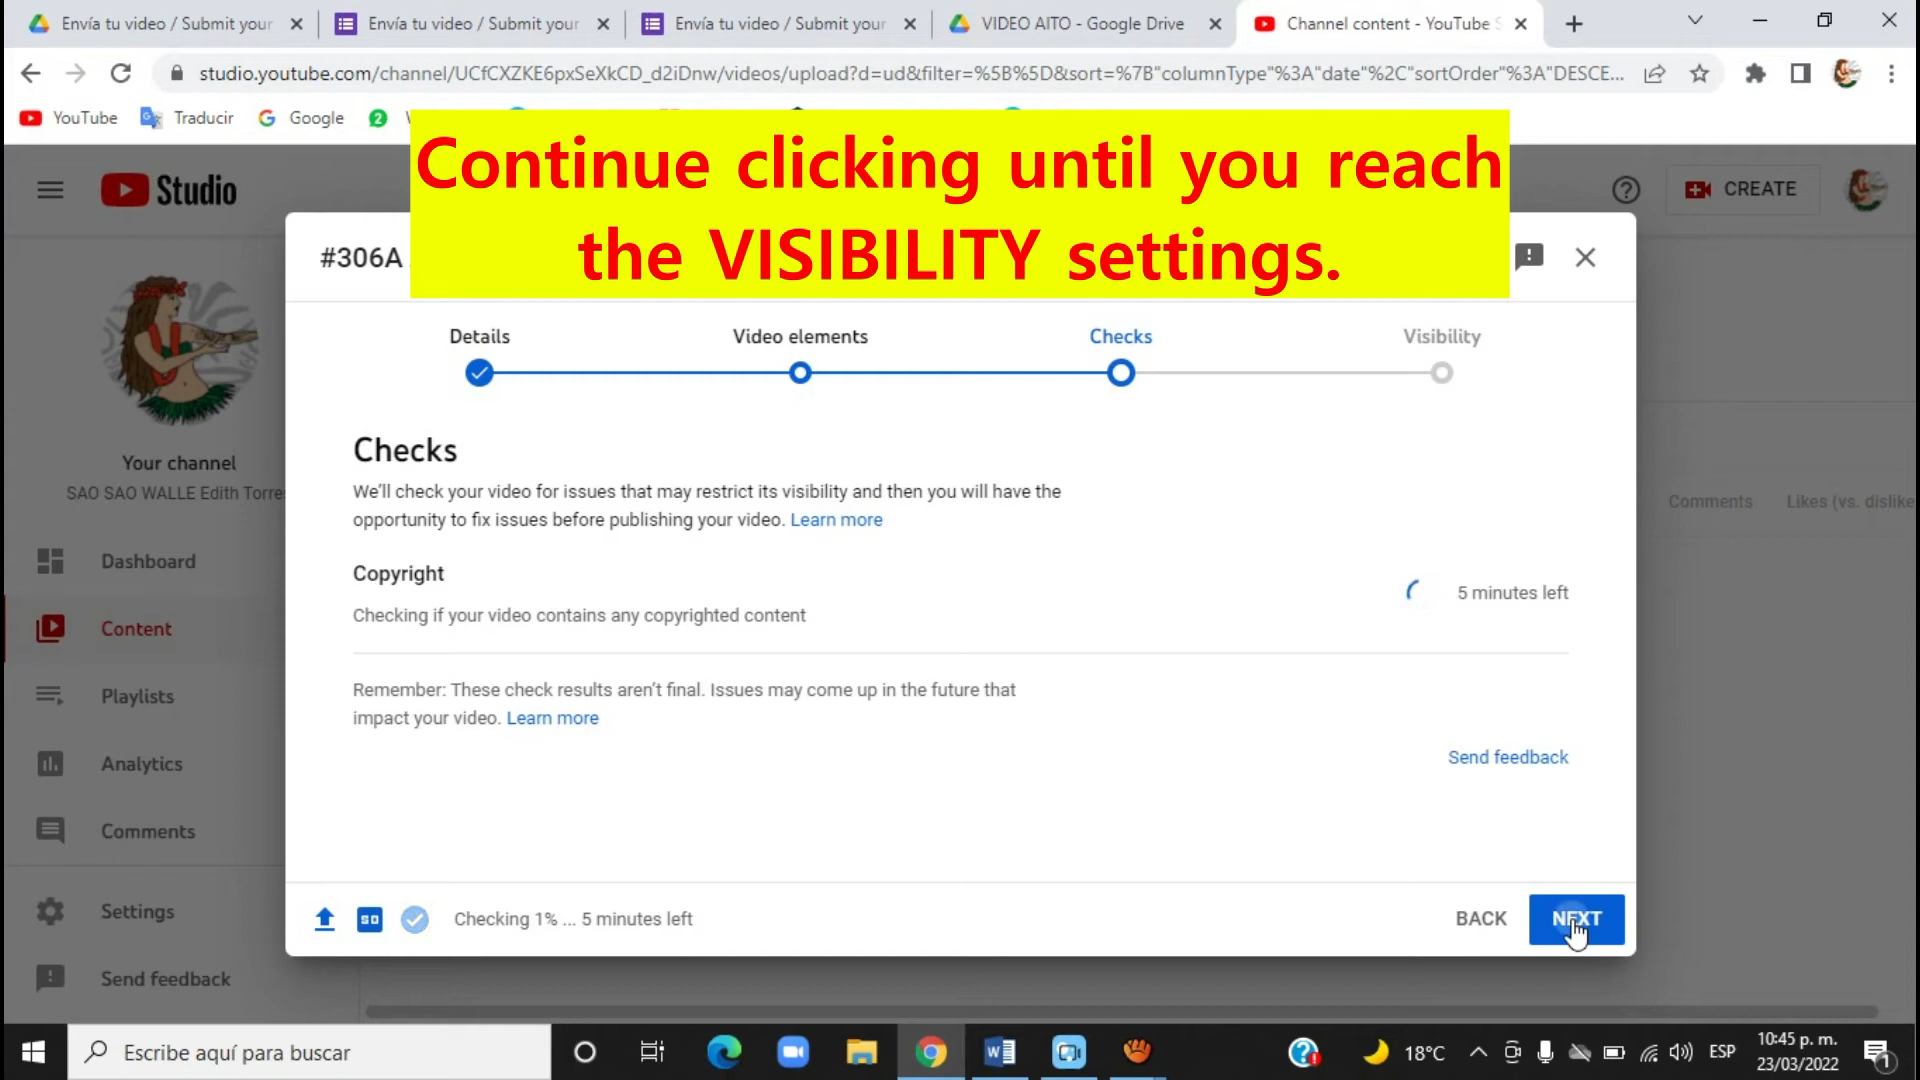 Envía tu video / Submit your
Envía tu video / Submit your
Envía tu video / Submit your
VIDEO AITO - Google Drive
Channel content - YouTube S
studio.youtube.com/channel/UCfCXZKE6pxSeXkCD_d2iDnw/videos/upload?d=ud&filter=%5B%5D&sort=%7B"columnType"%3A"date"%2C"sortOrder"%3A"DESCE...
YouTube
Traducir
Google
2
Continue clicking until you reach
the VISIBILITY settings.
Studio
CREATE
#306A
Details
Video elements
Checks
Visibility
Your channel
SAO SAO WALLE Edith Torre
Dashboard
Content
Playlists
Analytics
Comments
Settings
Send feedback
Checks
We'll check your video for issues that may restrict its visibility and then you will have the
opportunity to fix issues before publishing your video. Learn more
Copyright
5 minutes left
Checking if your video contains any copyrighted content
Remember: These check results aren't final. Issues may come up in the future that
impact your video. Learn more
Send feedback
Comments
Likes (vs. dislike
SD
Checking 1% ... 5 minutes left
BACK
NEXT
Escribe aquí para buscar
18°C
ESP
10:45 p. m.
23/03/2022
1